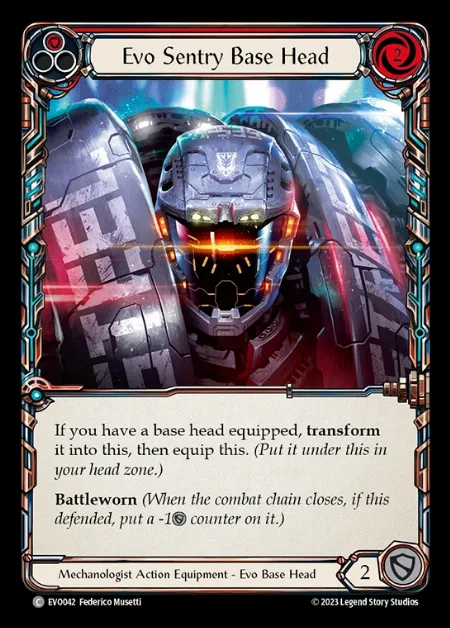 Evo Sentry Base Head
2
If you have a base head equipped, transform
it into this, then equip this. (Put it under this in
your head zone.)
Battleworn (When the combat chain closes, if this
defended, put a -1 counter on it.)
Mechanologist Action Equipment - Evo Base Head
2
C EVO042 Federico Musetti
© 2023 Legend Story Studios